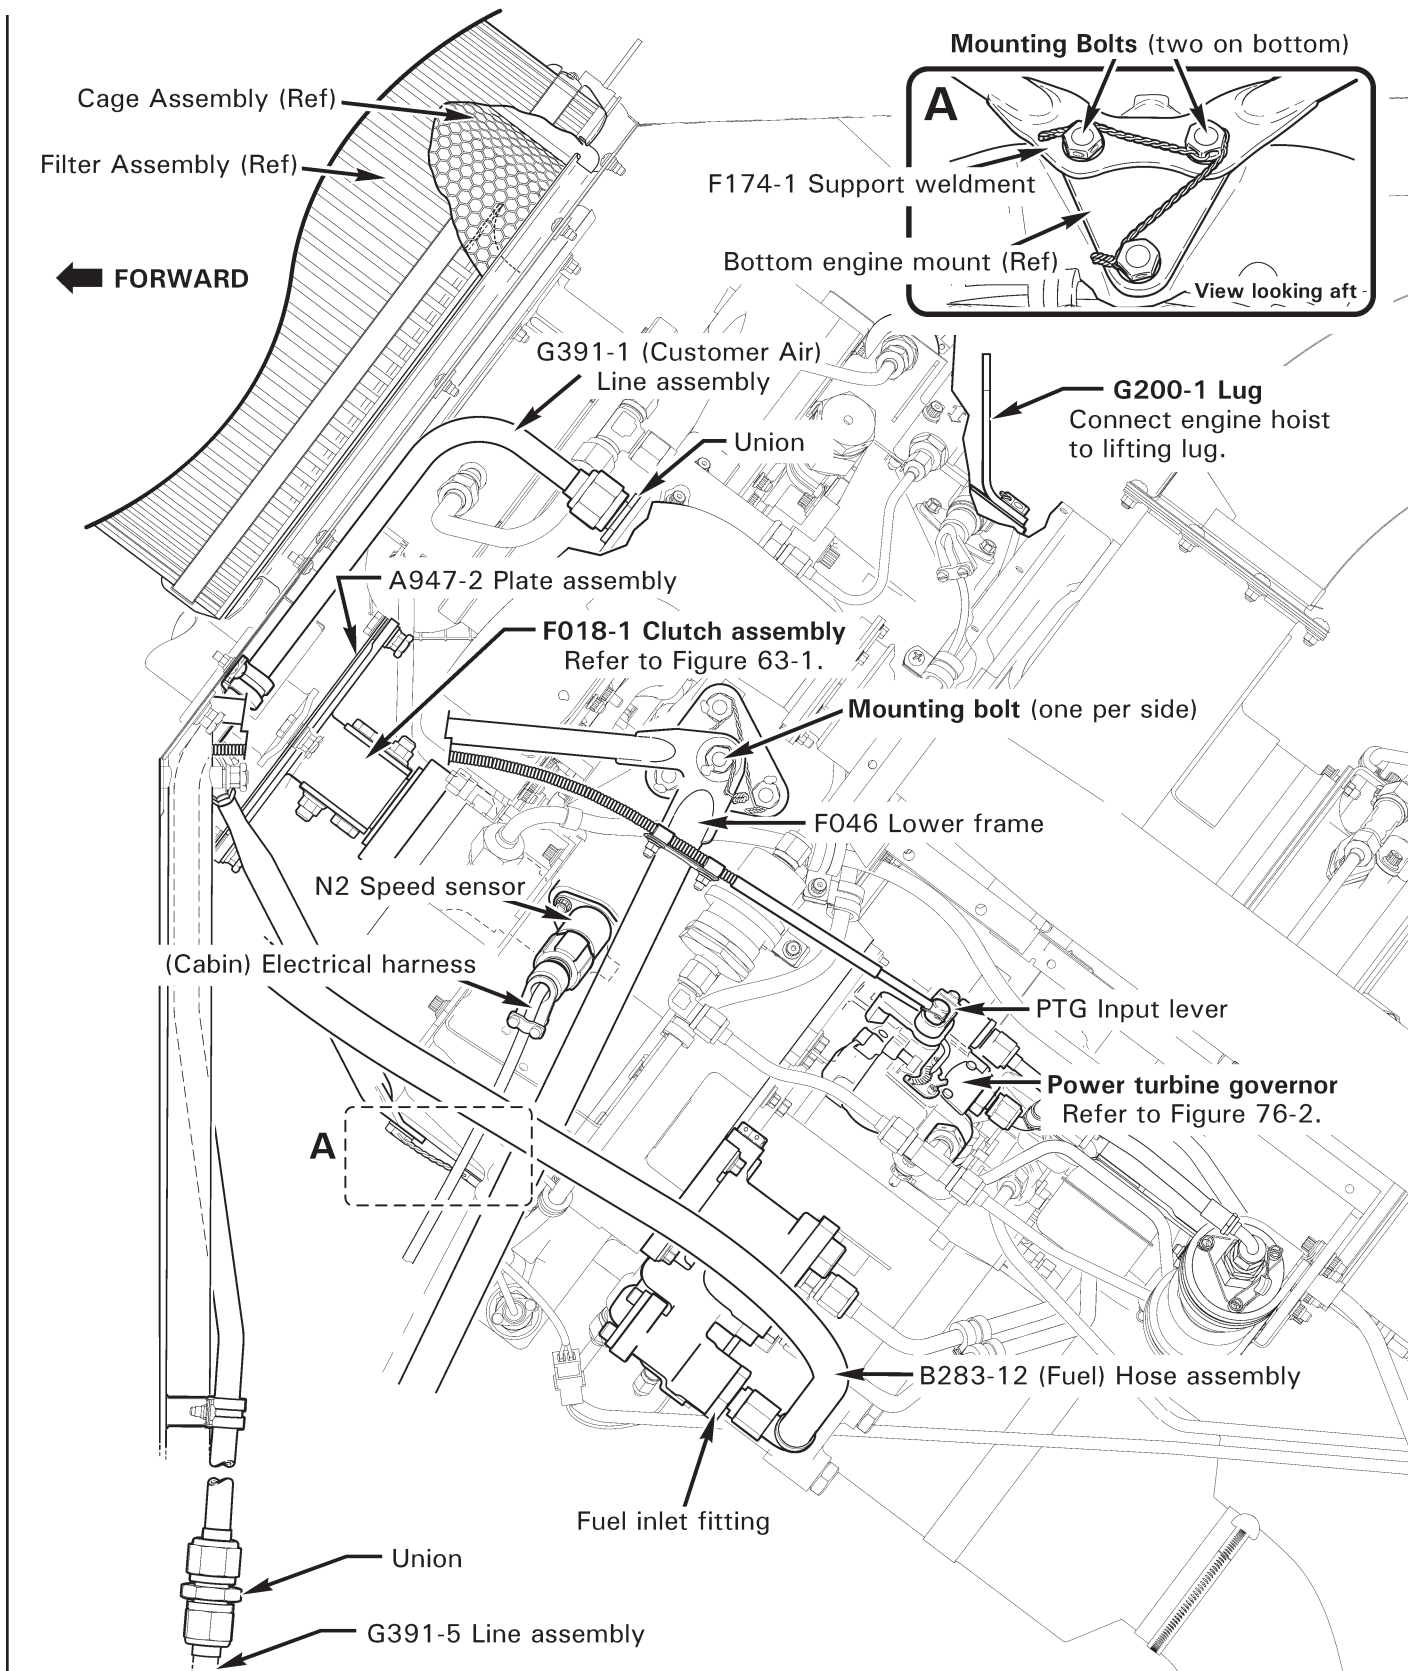 Mounting Bolts (two on bottom)
Cage Assembly (Ref)
A
Filter Assembly (Ref)
F174-1 Support weldment
Bottom engine mount (Ref)
FORWARD
View looking aft
G391-1 (Customer Air)
Line assembly
G200-1 Lug
Connect engine hoist
to lifting lug.
Union
A947-2 Plate assembly
F018-1 Clutch assembly
Refer to Figure 63-1.
Mounting bolt (one per side)
F046 Lower frame
N2 Speed sensor
(Cabin) Electrical harness
PTG Input lever
Power turbine governor
Refer to Figure 76-2.
A
B283-12 (Fuel) Hose assembly
Fuel inlet fitting
Union
G391-5 Line assembly